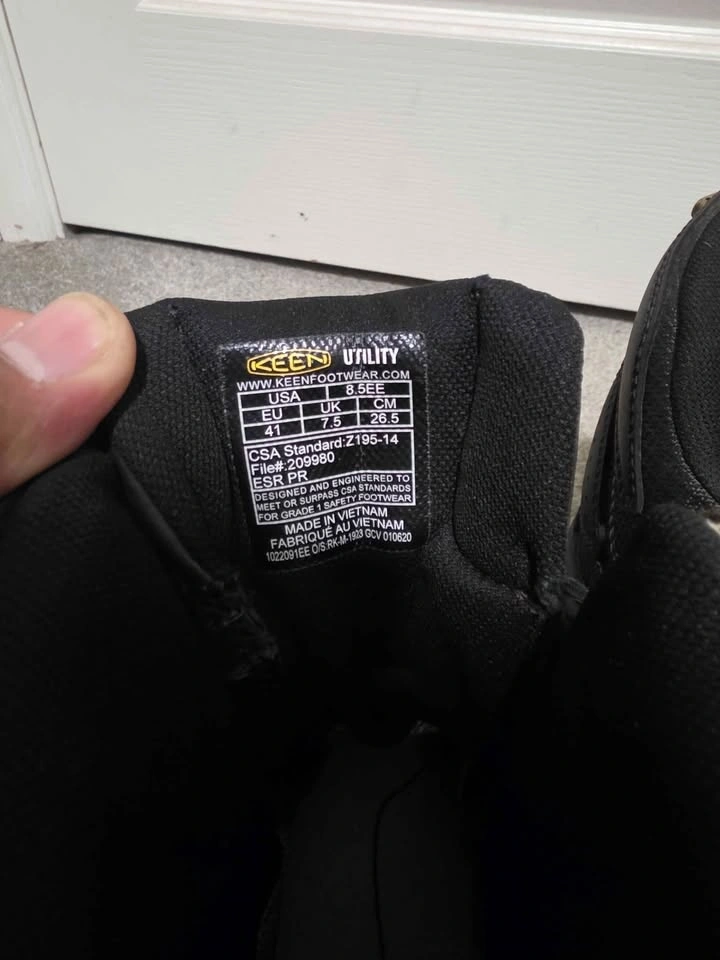 KEEN UTILITY
WWW.KEENFOOTWEAR.COM
USA 8.5EE
EU UK CM
41 7.5 26.5
CSA Standard:Z195-14
File#:209980
ESR PR
DESIGNED AND ENGINEERED TO
MEET OR SURPASS CSA STANDARDS
FOR GRADE 1 SAFETY FOOTWEAR
MADE IN VIETNAM
FABRIQUÉ AU VIETNAM
1022091EE O/S:RK-M-1923 GCV 010620